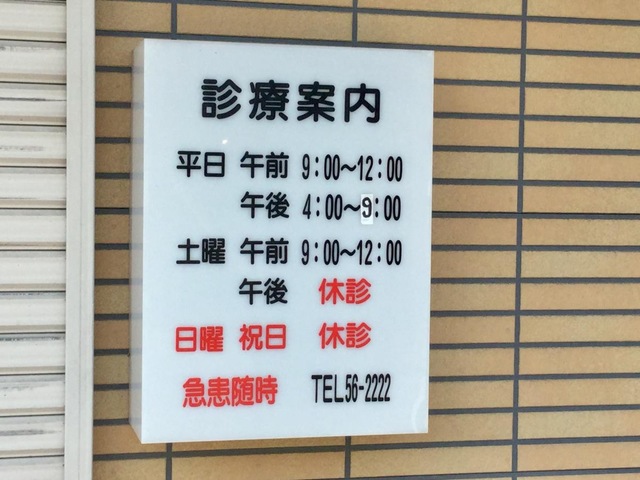 診療案内
平日 午前 9:00〜12:00
午後 4:00〜9:00
土曜 午前 9:00〜12:00
午後 休診
日曜 祝日 休診
急患随時 TEL56-2222